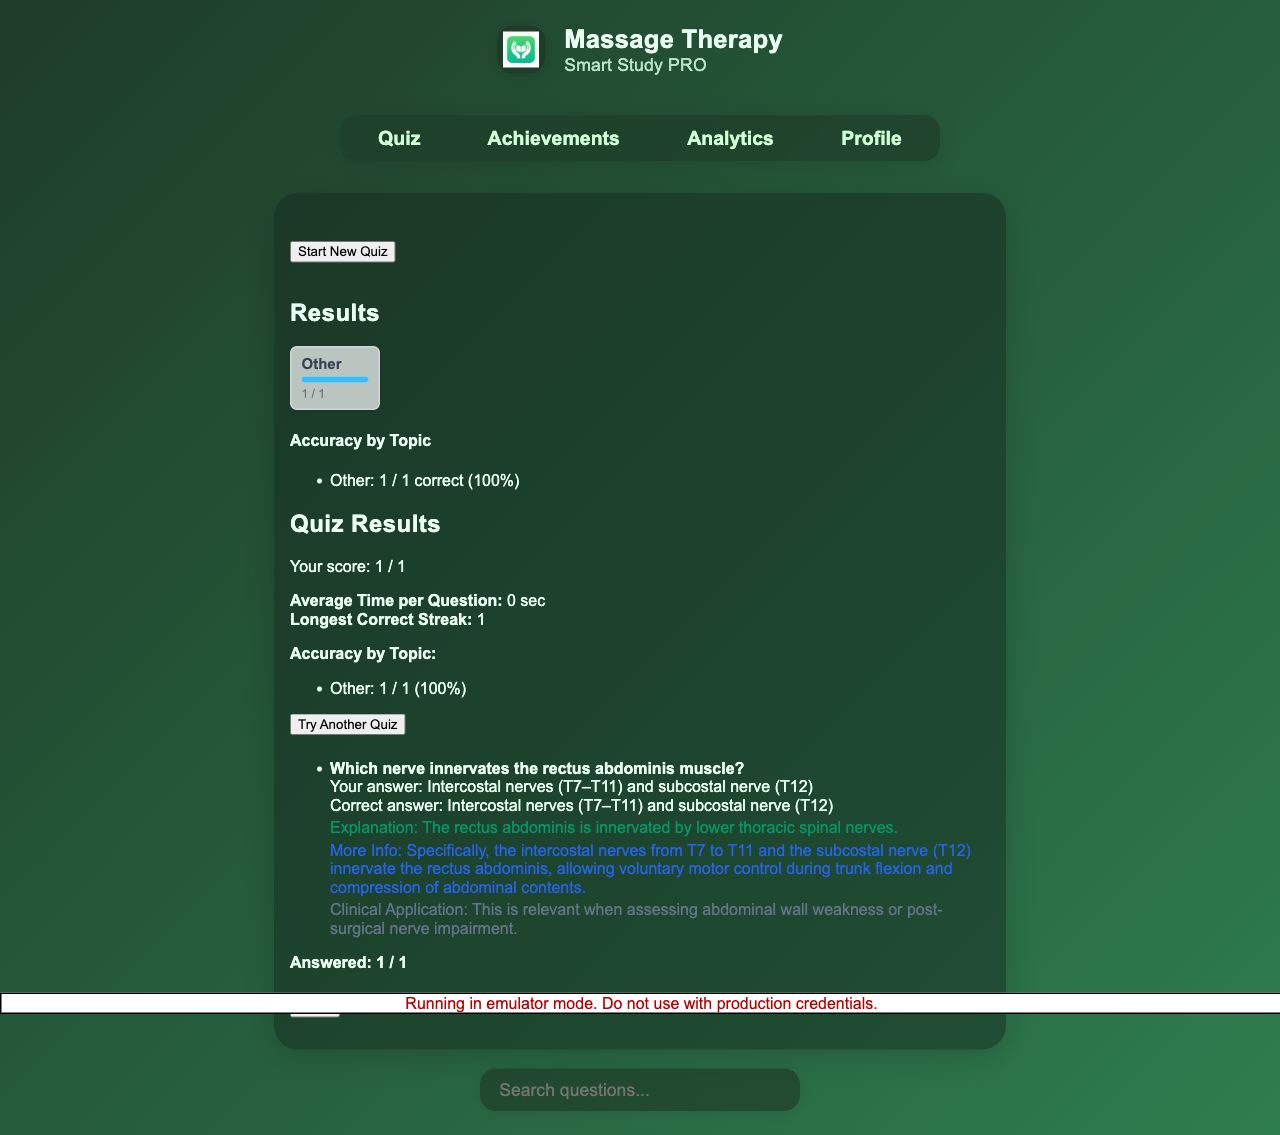 Massage Therapy
Smart Study PRO
Quiz Achievements Analytics Profile
Start New Quiz
Results
Other
1 / 1
Accuracy by Topic
Other: 1 / 1 correct (100%)
Quiz Results
Your score: 1 / 1
Average Time per Question: 0 sec
Longest Correct Streak: 1
Accuracy by Topic:
Other: 1 / 1 (100%)
Try Another Quiz
Which nerve innervates the rectus abdominis muscle?
Your answer: Intercostal nerves (T7–T11) and subcostal nerve (T12)
Correct answer: Intercostal nerves (T7–T11) and subcostal nerve (T12)
Explanation: The rectus abdominis is innervated by lower thoracic spinal nerves.
More Info: Specifically, the intercostal nerves from T7 to T11 and the subcostal nerve (T12)
innervate the rectus abdominis, allowing voluntary motor control during trunk flexion and
compression of abdominal contents.
Clinical Application: This is relevant when assessing abdominal wall weakness or post-
surgical nerve impairment.
Answered: 1 / 1
Running in emulator mode. Do not use with production credentials.
Search questions...